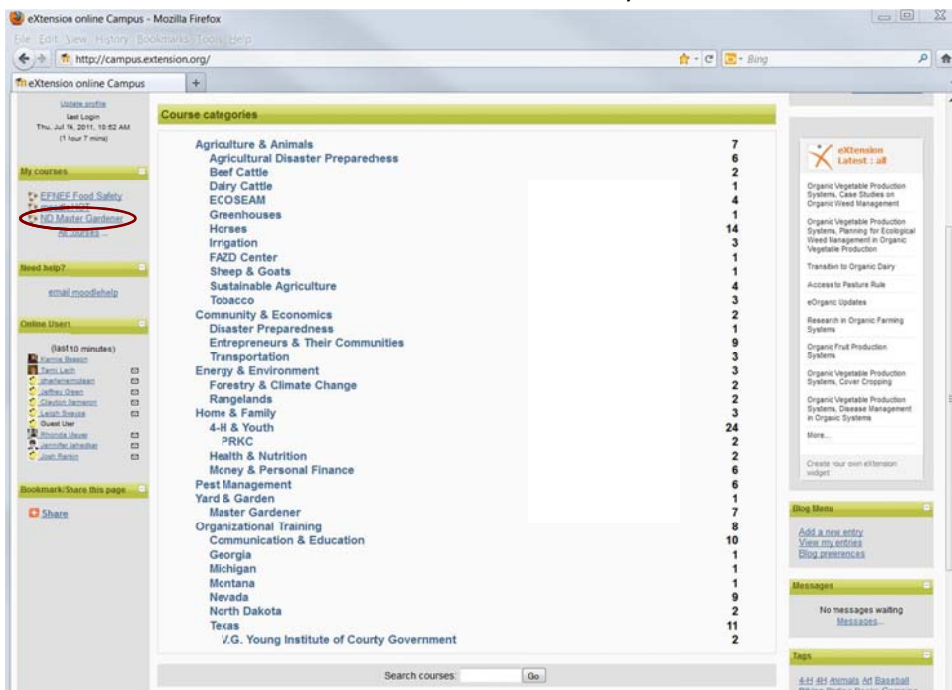 eXtension online Campus - Mozilla Firefox
File Edit View History Bookmarks Tools Help
http://campus.extension.org/
Bing
eXtension online Campus
Update profile
last Login
Thu, Jul 2011, 10:52 AM
(1 hour 7 mins)
My courses
EFNEP Food Safety
ND Master Gardener
All courses ...
Need help?
email moodlehelp
Online Users
(last 10 minutes)
Guest User
Josh Rankin
Bookmark/Share this page
Share
Course categories
Agriculture & Animals 7
Agricultural Disaster Preparedness 6
Beef Cattle 2
Dairy Cattle 1
ECOSEAM 4
Greenhouses 1
Horses 14
Irrigation 3
FAZD Center 1
Sheep & Goats 1
Sustainable Agriculture 4
Tobacco 3
Community & Economics 2
Disaster Preparedness 1
Entrepreneurs & Their Communities 9
Transportation 3
Energy & Environment 3
Forestry & Climate Change 2
Rangelands 2
Home & Family 3
4-H & Youth 24
PRKC 2
Health & Nutrition 2
Money & Personal Finance 6
Pest Management 6
Yard & Garden 1
Master Gardener 7
Organizational Training 8
Communication & Education 10
Georgia 1
Michigan 1
Montana 1
Nevada 9
North Dakota 2
Texas 11
V.G. Young Institute of County Government 2
Search courses: Go
eXtension
Latest : all
Organic Vegetable Production
Systems, Case Studies on
Organic Weed Management
Organic Vegetable Production
Systems, Planning for Ecological
Weed Management in Organic
Vegetable Production
Transition to Organic Dairy
Access to Pasture Rule
eOrganic Updates
Research in Organic Farming
Systems
Organic Fruit Production
Systems
Organic Vegetable Production
Systems, Cover Cropping
Organic Vegetable Production
Systems, Disease Management
in Organic Systems
More...
Create your own eXtension
widget
Blog Menu
Add a new entry
View my entries
Blog preferences
Messages
No messages waiting
Messages...
Tags
4-H 4H Animals Art Baseball